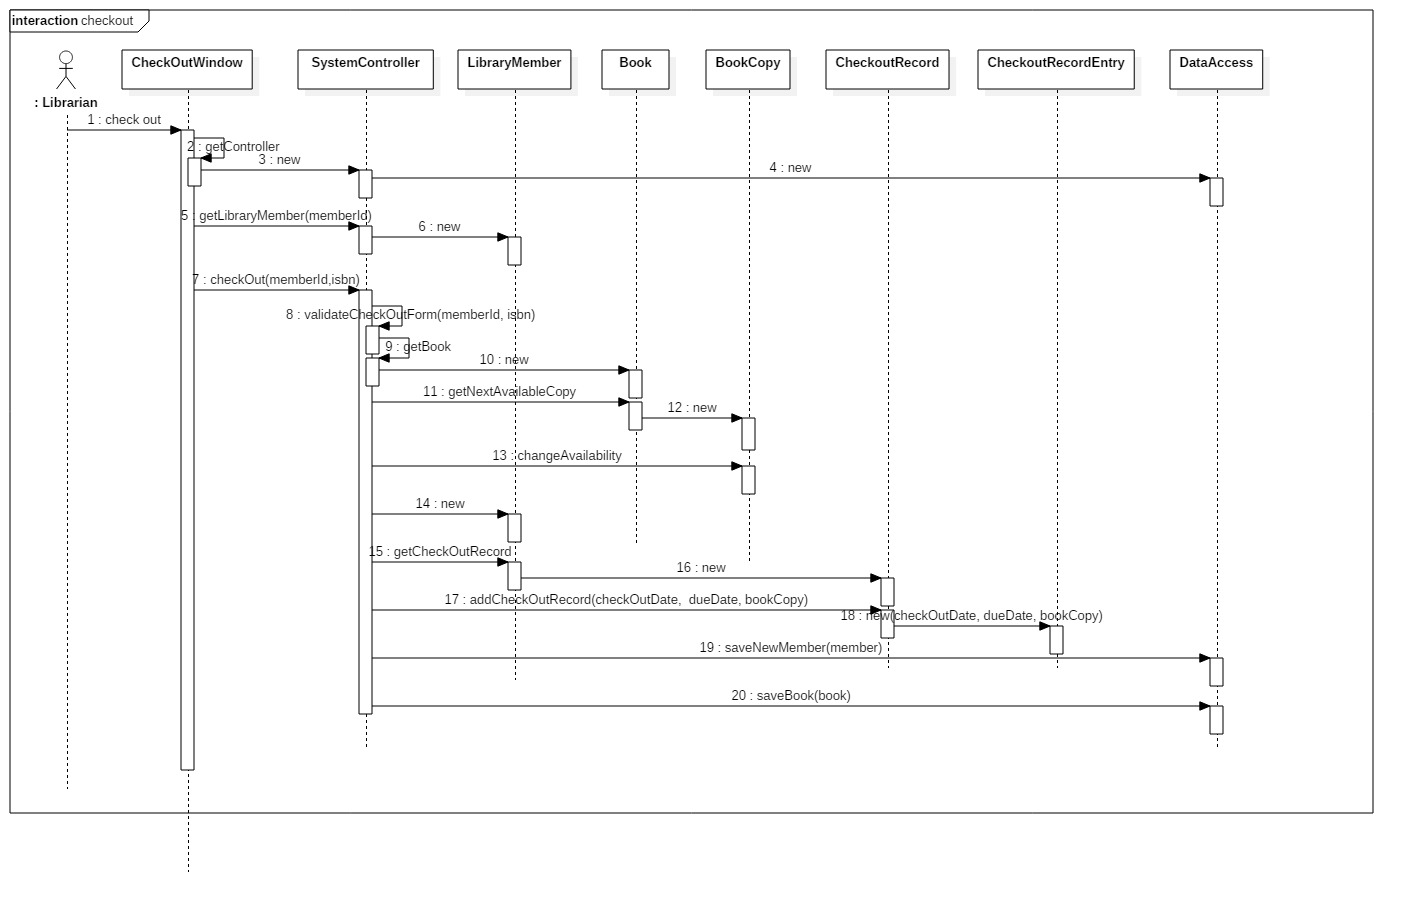 interaction checkout
CheckOutWindow
SystemController
LibraryMember
Book
BookCopy
CheckoutRecord
CheckoutRecordEntry
DataAccess
: Librarian
1 : check out
2 : getController
3 : new
4 : new
5 : getLibraryMember(memberId)
6 : new
7 : checkOut(memberId,isbn)
8 : validateCheckOutForm(memberId, isbn)
9 : getBook
10 : new
11 : getNextAvailableCopy
12 : new
13 : changeAvailability
14 : new
15 : getCheckOutRecord
16 : new
17 : addCheckOutRecord(checkOutDate,  dueDate, bookCopy)
18 : new(checkOutDate, dueDate, bookCopy)
19 : saveNewMember(member)
20 : saveBook(book)